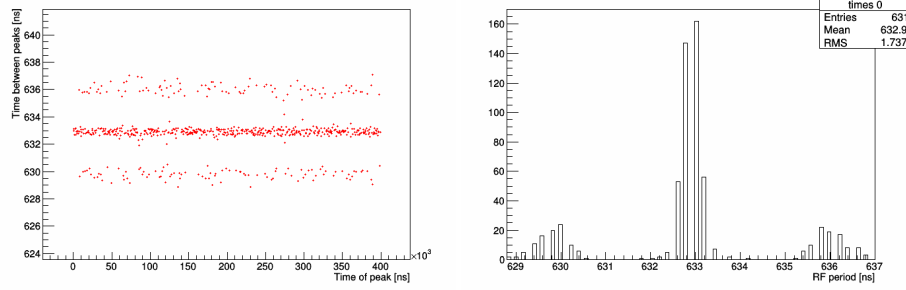 Time between peaks [ns]
640
638
636
634
632
630
628
626
624
0 50 100 150 200 250 300 350 400
×10³
Time of peak [ns]
times 0
Entries 631
Mean 632.9
RMS 1.737
160
140
120
100
80
60
40
20
0
629 630 631 632 633 634 635 636 637
RF period [ns]